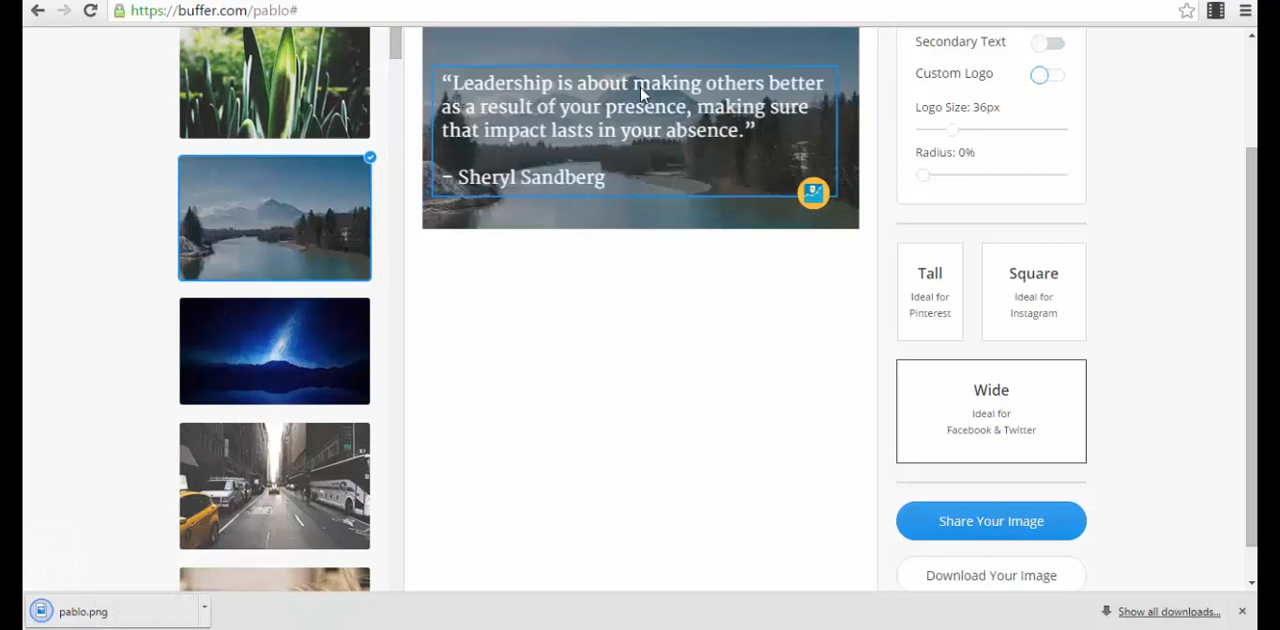 https://buffer.com/pablo#
“Leadership is about making others better
as a result of your presence, making sure
that impact lasts in your absence.”
– Sheryl Sandberg
Secondary Text
Custom Logo
Logo Size: 36px
Radius: 0%
Tall
Ideal for
Pinterest
Square
Ideal for
Instagram
Wide
Ideal for
Facebook & Twitter
Share Your Image
Download Your Image
pablo.png
Show all downloads...